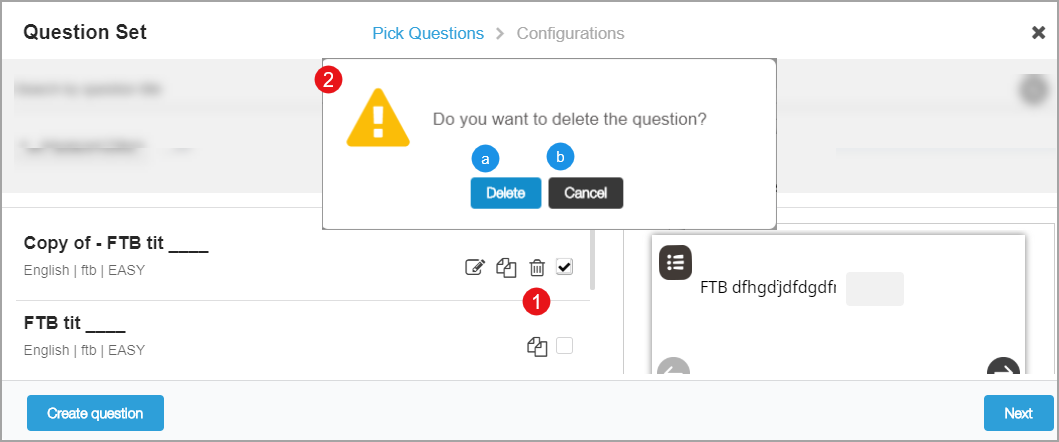 Question Set
Pick Questions > Configurations
2
Do you want to delete the question?
a b
Delete Cancel
Copy of - FTB tit ____
English | ftb | EASY
1
FTB tit ____
English | ftb | EASY
FTB dfhgdjdfdgdfr
Create question
Next